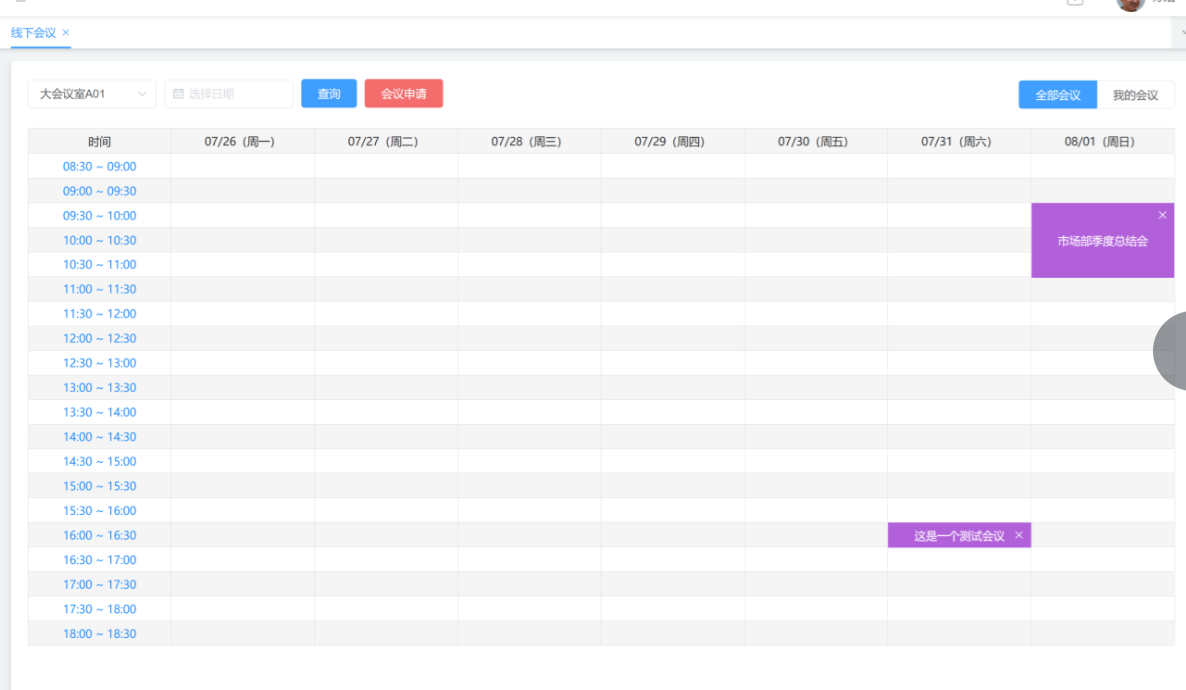 线下会议 ×
大会议室A01 选择日期 查询 会议申请 全部会议 我的会议
时间 07/26 (周一) 07/27 (周二) 07/28 (周三) 07/29 (周四) 07/30 (周五) 07/31 (周六) 08/01 (周日)
08:30 ~ 09:00
09:00 ~ 09:30
09:30 ~ 10:00 ×
10:00 ~ 10:30 市场部季度总结会
10:30 ~ 11:00
11:00 ~ 11:30
11:30 ~ 12:00
12:00 ~ 12:30
12:30 ~ 13:00
13:00 ~ 13:30
13:30 ~ 14:00
14:00 ~ 14:30
14:30 ~ 15:00
15:00 ~ 15:30
15:30 ~ 16:00
16:00 ~ 16:30 这是一个测试会议 ×
16:30 ~ 17:00
17:00 ~ 17:30
17:30 ~ 18:00
18:00 ~ 18:30